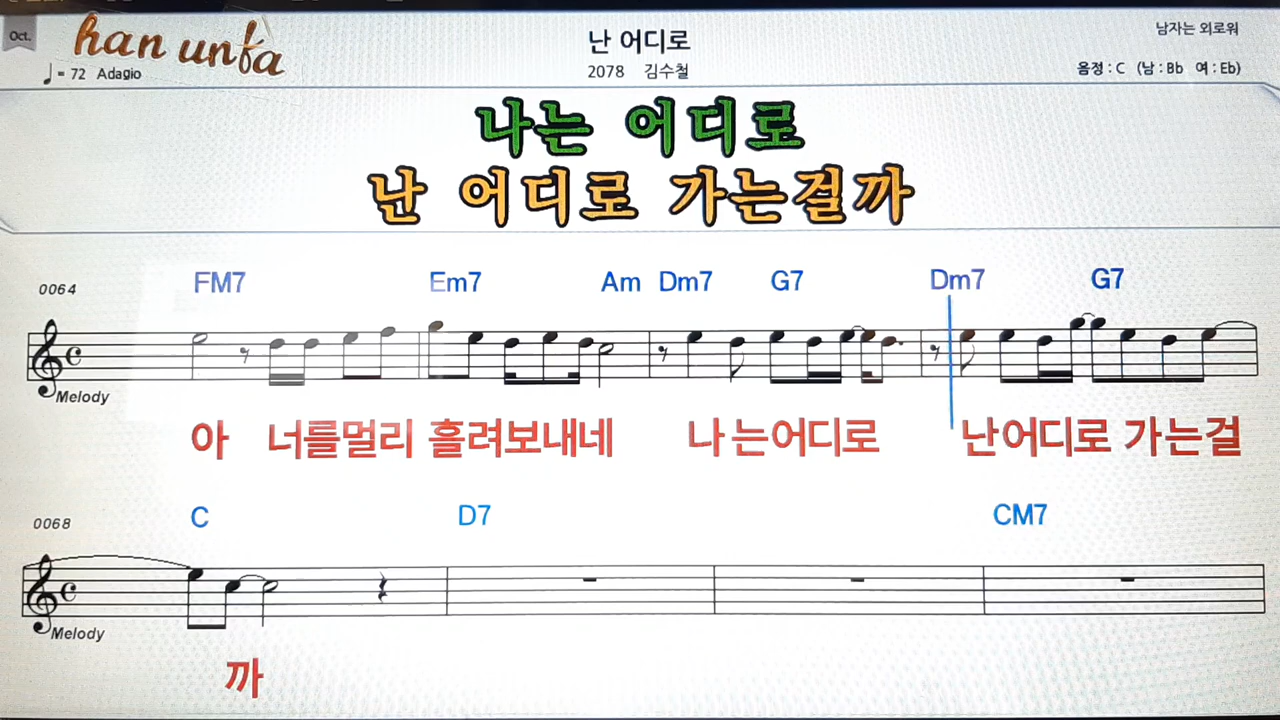 Oct.
han unfa
난 어디로
남자는 외로워
= 72 Adagio
2078 김수철
음정 : C (남 : Bb 여 : Eb)
나는 어디로
난 어디로 가는걸까
0064
FM7 Em7 Am Dm7 G7 Dm7 G7
Melody
아 너를멀리 흘려보내네 나는어디로 난어디로 가는걸
0068
C D7 CM7
Melody
까